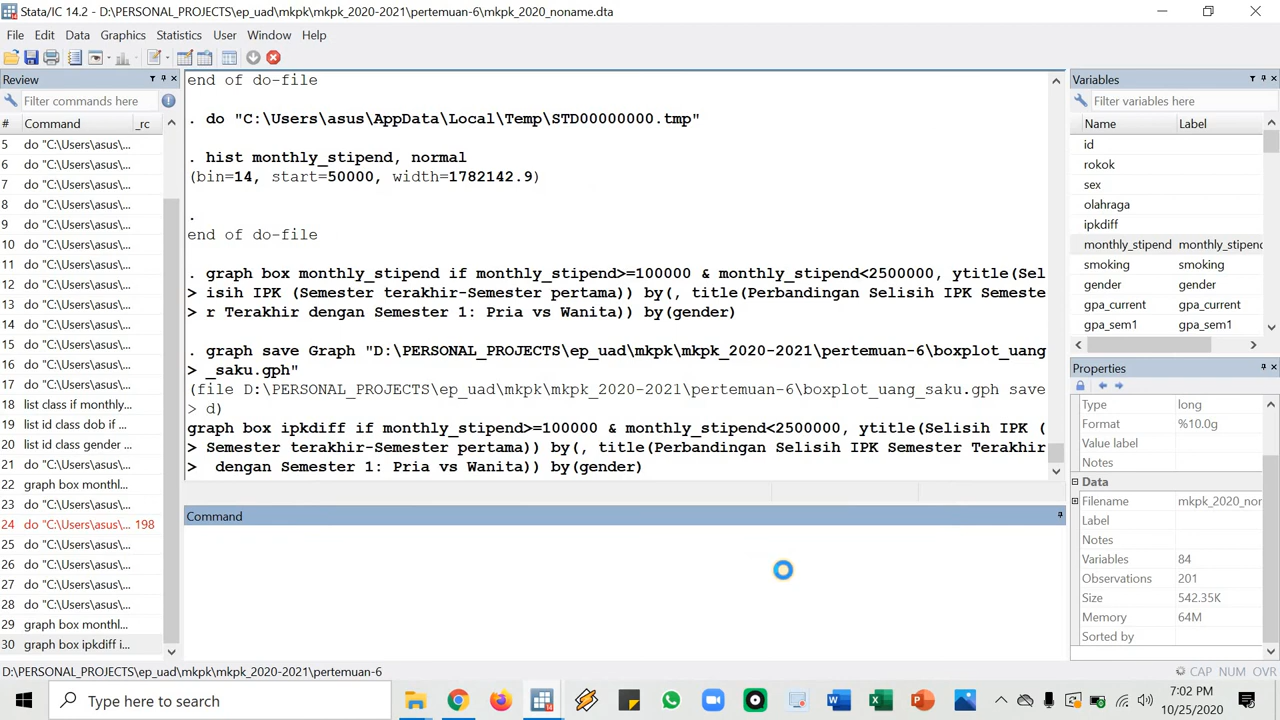 Stata/IC 14.2 - D:\PERSONAL_PROJECTS\ep_uad\mkpk\mkpk_2020-2021\pertemuan-6\mkpk_2020_noname.dta
File Edit Data Graphics Statistics User Window Help
Review
Filter commands here
# Command _rc
5 do "C:\Users\asus\...
6 do "C:\Users\asus\...
7 do "C:\Users\asus\...
8 do "C:\Users\asus\...
9 do "C:\Users\asus\...
10 do "C:\Users\asus\...
11 do "C:\Users\asus\...
12 do "C:\Users\asus\...
13 do "C:\Users\asus\...
14 do "C:\Users\asus\...
15 do "C:\Users\asus\...
16 do "C:\Users\asus\...
17 do "C:\Users\asus\...
18 list class if monthly...
19 list id class dob if ...
20 list id class gender ...
21 do "C:\Users\asus\...
22 graph box monthl...
23 do "C:\Users\asus\...
24 do "C:\Users\asus\... 198
25 do "C:\Users\asus\...
26 do "C:\Users\asus\...
27 do "C:\Users\asus\...
28 do "C:\Users\asus\...
29 graph box monthl...
30 graph box ipkdiff i...
end of do-file
. do "C:\Users\asus\AppData\Local\Temp\STD00000000.tmp"
. hist monthly_stipend, normal
(bin=14, start=50000, width=1782142.9)
.
end of do-file
. graph box monthly_stipend if monthly_stipend>=100000 & monthly_stipend<2500000, ytitle(Sel
> isih IPK (Semester terakhir-Semester pertama)) by(, title(Perbandingan Selisih IPK Semeste
> r Terakhir dengan Semester 1: Pria vs Wanita)) by(gender)
. graph save Graph "D:\PERSONAL_PROJECTS\ep_uad\mkpk\mkpk_2020-2021\pertemuan-6\boxplot_uang
> _saku.gph"
(file D:\PERSONAL_PROJECTS\ep_uad\mkpk\mkpk_2020-2021\pertemuan-6\boxplot_uang_saku.gph save
> d)
graph box ipkdiff if monthly_stipend>=100000 & monthly_stipend<2500000, ytitle(Selisih IPK (
> Semester terakhir-Semester pertama)) by(, title(Perbandingan Selisih IPK Semester Terakhir
>  dengan Semester 1: Pria vs Wanita)) by(gender)
Command
Variables
Filter variables here
Name Label
id
rokok
sex
olahraga
ipkdiff
monthly_stipend monthly_stipend
smoking smoking
gender gender
gpa_current gpa_current
gpa_sem1 gpa_sem1
Properties
Type long
Format %10.0g
Value label
Notes
Data
Filename mkpk_2020_nor
Label
Notes
Variables 84
Observations 201
Size 542.35K
Memory 64M
Sorted by
D:\PERSONAL_PROJECTS\ep_uad\mkpk\mkpk_2020-2021\pertemuan-6
CAP NUM OVR
Type here to search
7:02 PM
10/25/2020